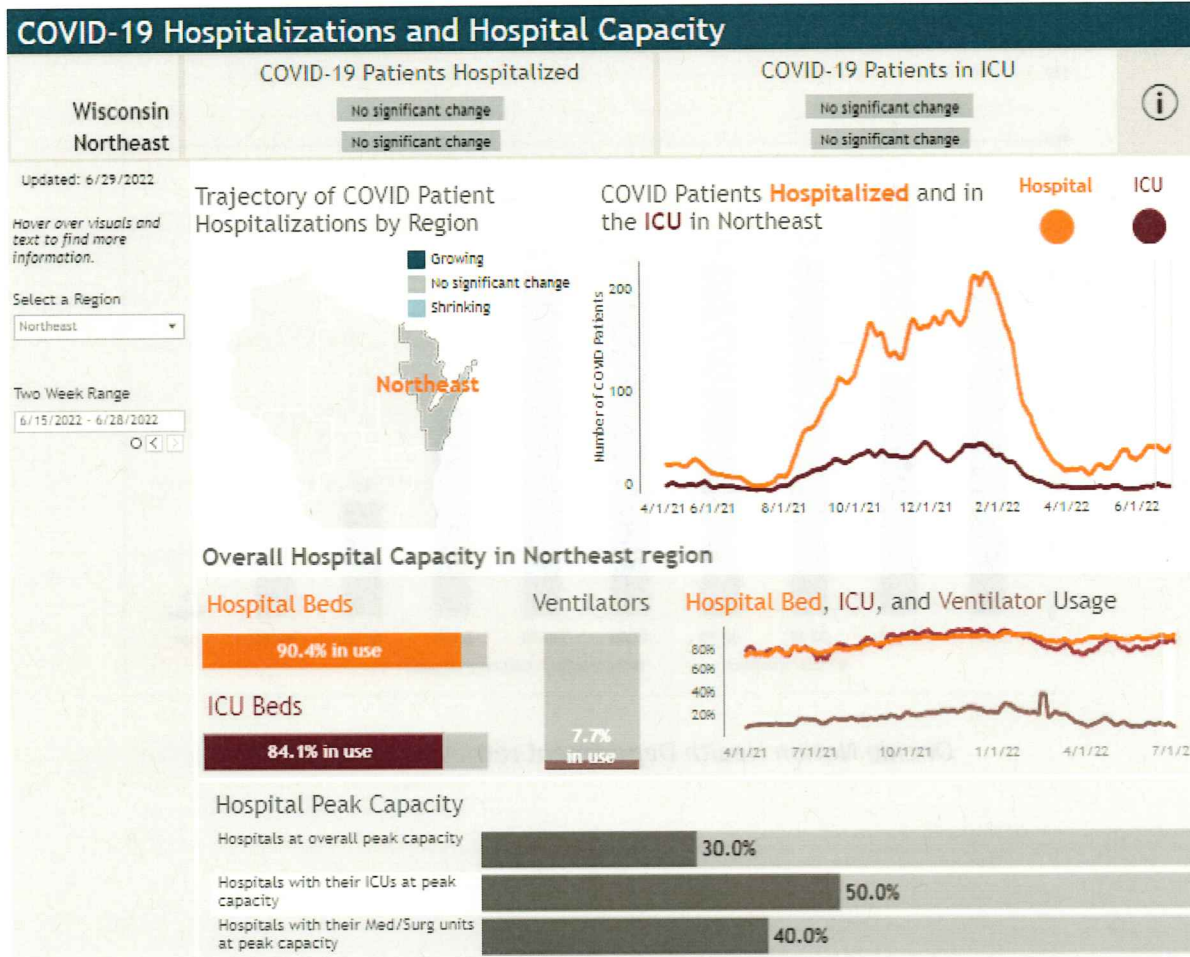 COVID-19 Hospitalizations and Hospital Capacity
COVID-19 Patients Hospitalized
COVID-19 Patients in ICU
Wisconsin
No significant change
No significant change
Northeast
No significant change
No significant change
i
Updated: 6/29/2022
Hover over visuals and
text to find more
information.
Select a Region
Northeast
Two Week Range
6/15/2022 - 6/28/2022
Trajectory of COVID Patient
Hospitalizations by Region
Growing
No significant change
Shrinking
Northeast
COVID Patients Hospitalized and in
the ICU in Northeast
Hospital
ICU
Number of COVID Patients
200
100
0
4/1/21 6/1/21 8/1/21 10/1/21 12/1/21 2/1/22 4/1/22 6/1/22
Overall Hospital Capacity in Northeast region
Hospital Beds
90.4% in use
ICU Beds
84.1% in use
Ventilators
7.7%
in use
Hospital Bed, ICU, and Ventilator Usage
80%
60%
40%
20%
4/1/21 7/1/21 10/1/21 1/1/22 4/1/22 7/1/2
Hospital Peak Capacity
Hospitals at overall peak capacity
30.0%
Hospitals with their ICUs at peak
capacity
50.0%
Hospitals with their Med/Surg units
at peak capacity
40.0%